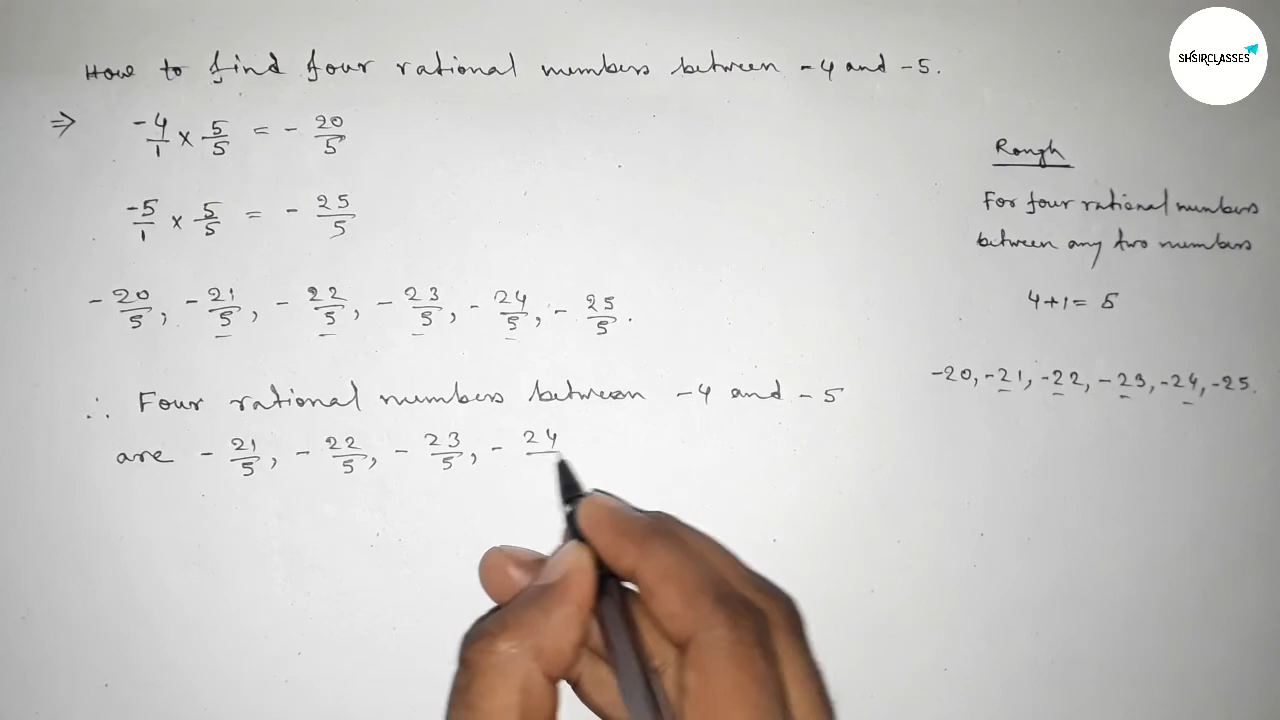 How to find four rational numbers between -4 and -5.
⇒ -4/1 × 5/5 = - 20/5
-5/1 × 5/5 = - 25/5
- 20/5, - 21/5, - 22/5, - 23/5, - 24/5, - 25/5.
∴ Four rational numbers between -4 and -5
are - 21/5, - 22/5, - 23/5, - 24
SHSIRCLASSES
Rough
For four rational numbers
between any two numbers
4+1= 5
-20, -21, -22, -23, -24, -25.